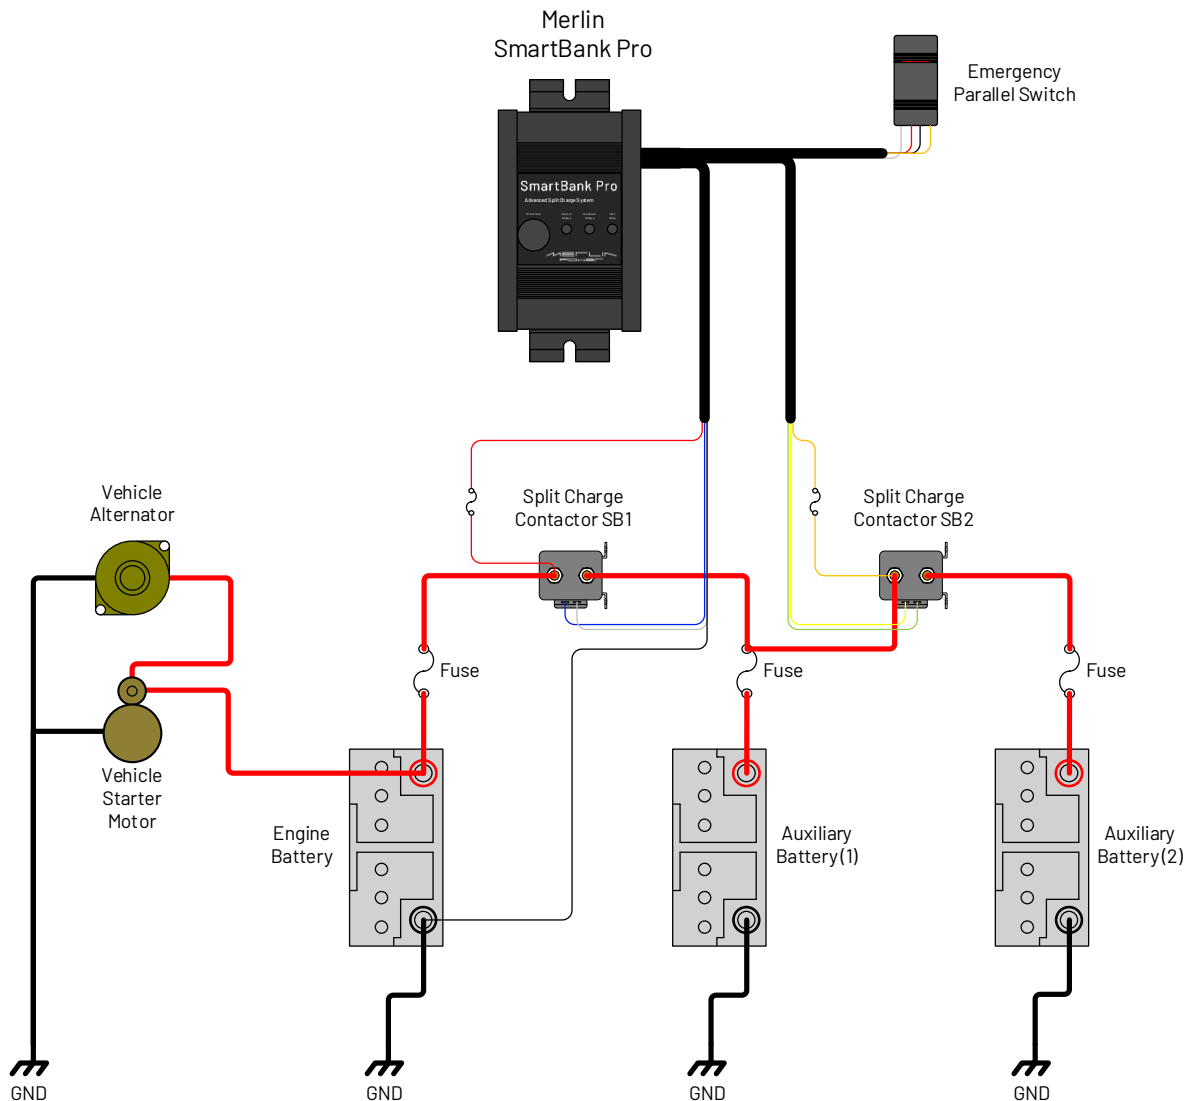 Merlin
SmartBank Pro
Emergency
Parallel Switch
SmartBank Pro
Advanced Split Charge System
MERLIN
POWER
Vehicle
Alternator
Split Charge
Contactor SB1
Split Charge
Contactor SB2
Fuse
Fuse
Fuse
Vehicle
Starter
Motor
Engine
Battery
Auxiliary
Battery(1)
Auxiliary
Battery(2)
GND
GND
GND
GND